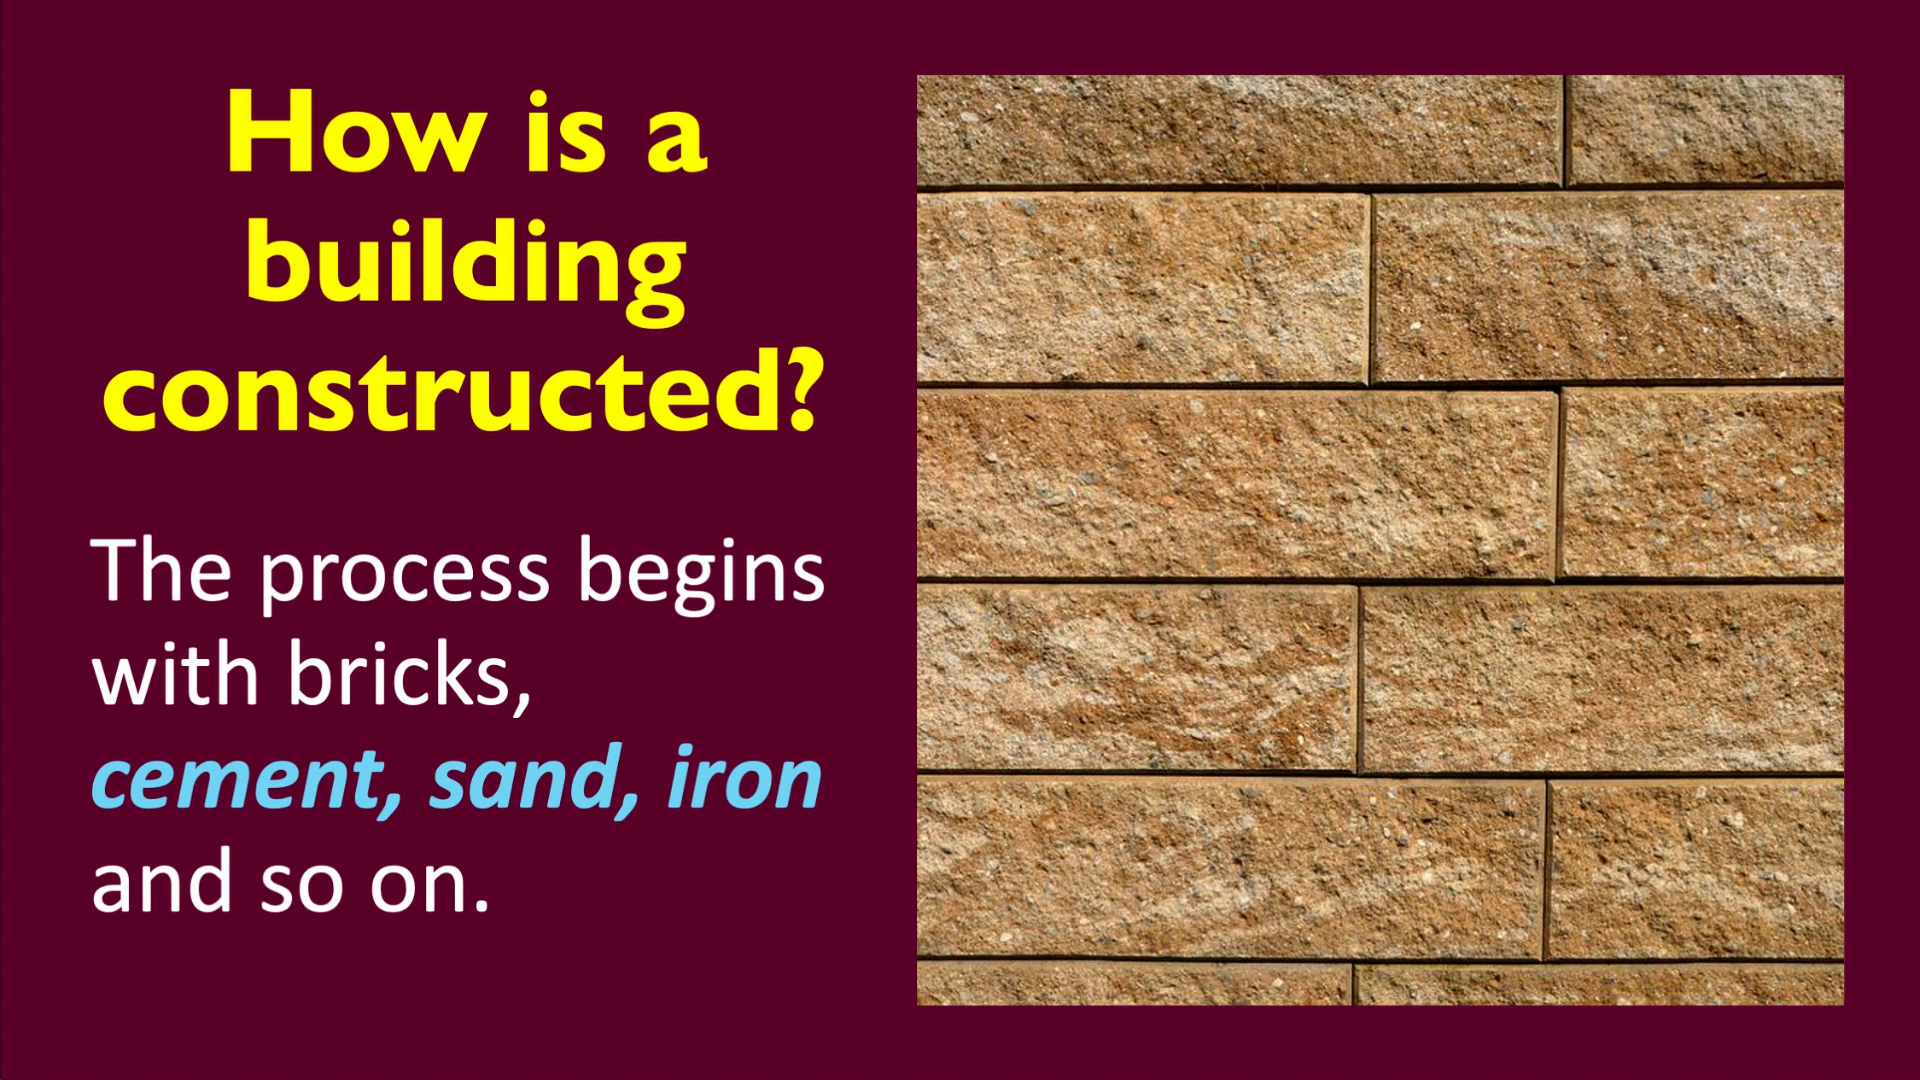 How is a
building
constructed?
The process begins
with bricks,
cement, sand, iron
and so on.